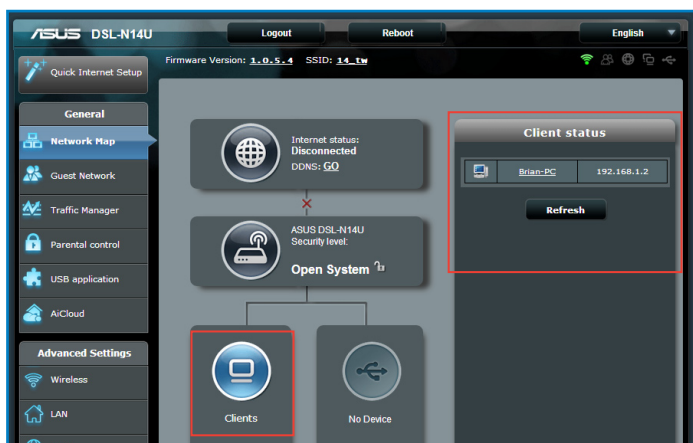 ASUS DSL-N14U
Logout
Reboot
English
Quick Internet Setup
Firmware Version: 1.0.5.4 SSID: 14_tw
General
Network Map
Guest Network
Traffic Manager
Parental control
USB application
AiCloud
Advanced Settings
Wireless
LAN
Internet status:
Disconnected
DDNS: GO
ASUS DSL-N14U
Security level:
Open System
Clients
No Device
Client status
Brian-PC 192.168.1.2
Refresh